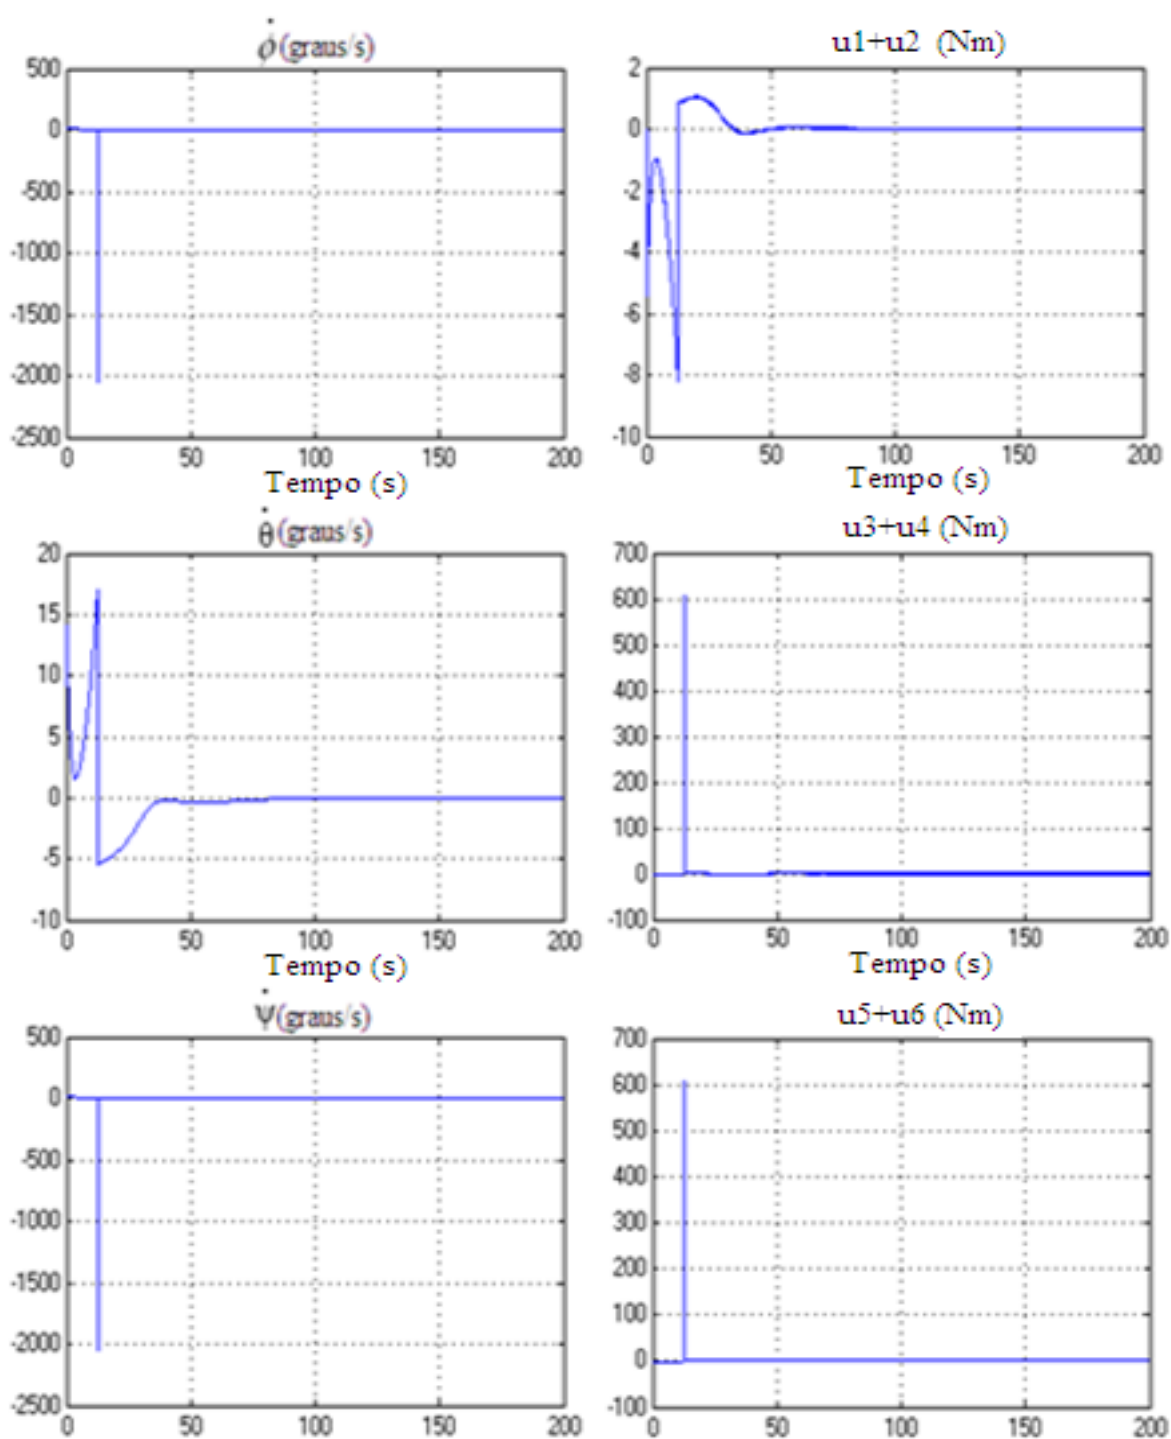 φ̇ (graus/s)
500
0
-500
-1000
-1500
-2000
-2500
0 50 100 150 200
Tempo (s)
u1+u2 (Nm)
2
0
-2
-4
-6
-8
-10
0 50 100 150 200
Tempo (s)
θ̇ (graus/s)
20
15
10
5
0
-5
-10
0 50 100 150 200
Tempo (s)
u3+u4 (Nm)
700
600
500
400
300
200
100
0
-100
0 50 100 150 200
Tempo (s)
ψ̇ (graus/s)
500
0
-500
-1000
-1500
-2000
-2500
0 50 100 150 200
u5+u6 (Nm)
700
600
500
400
300
200
100
0
-100
0 50 100 150 200